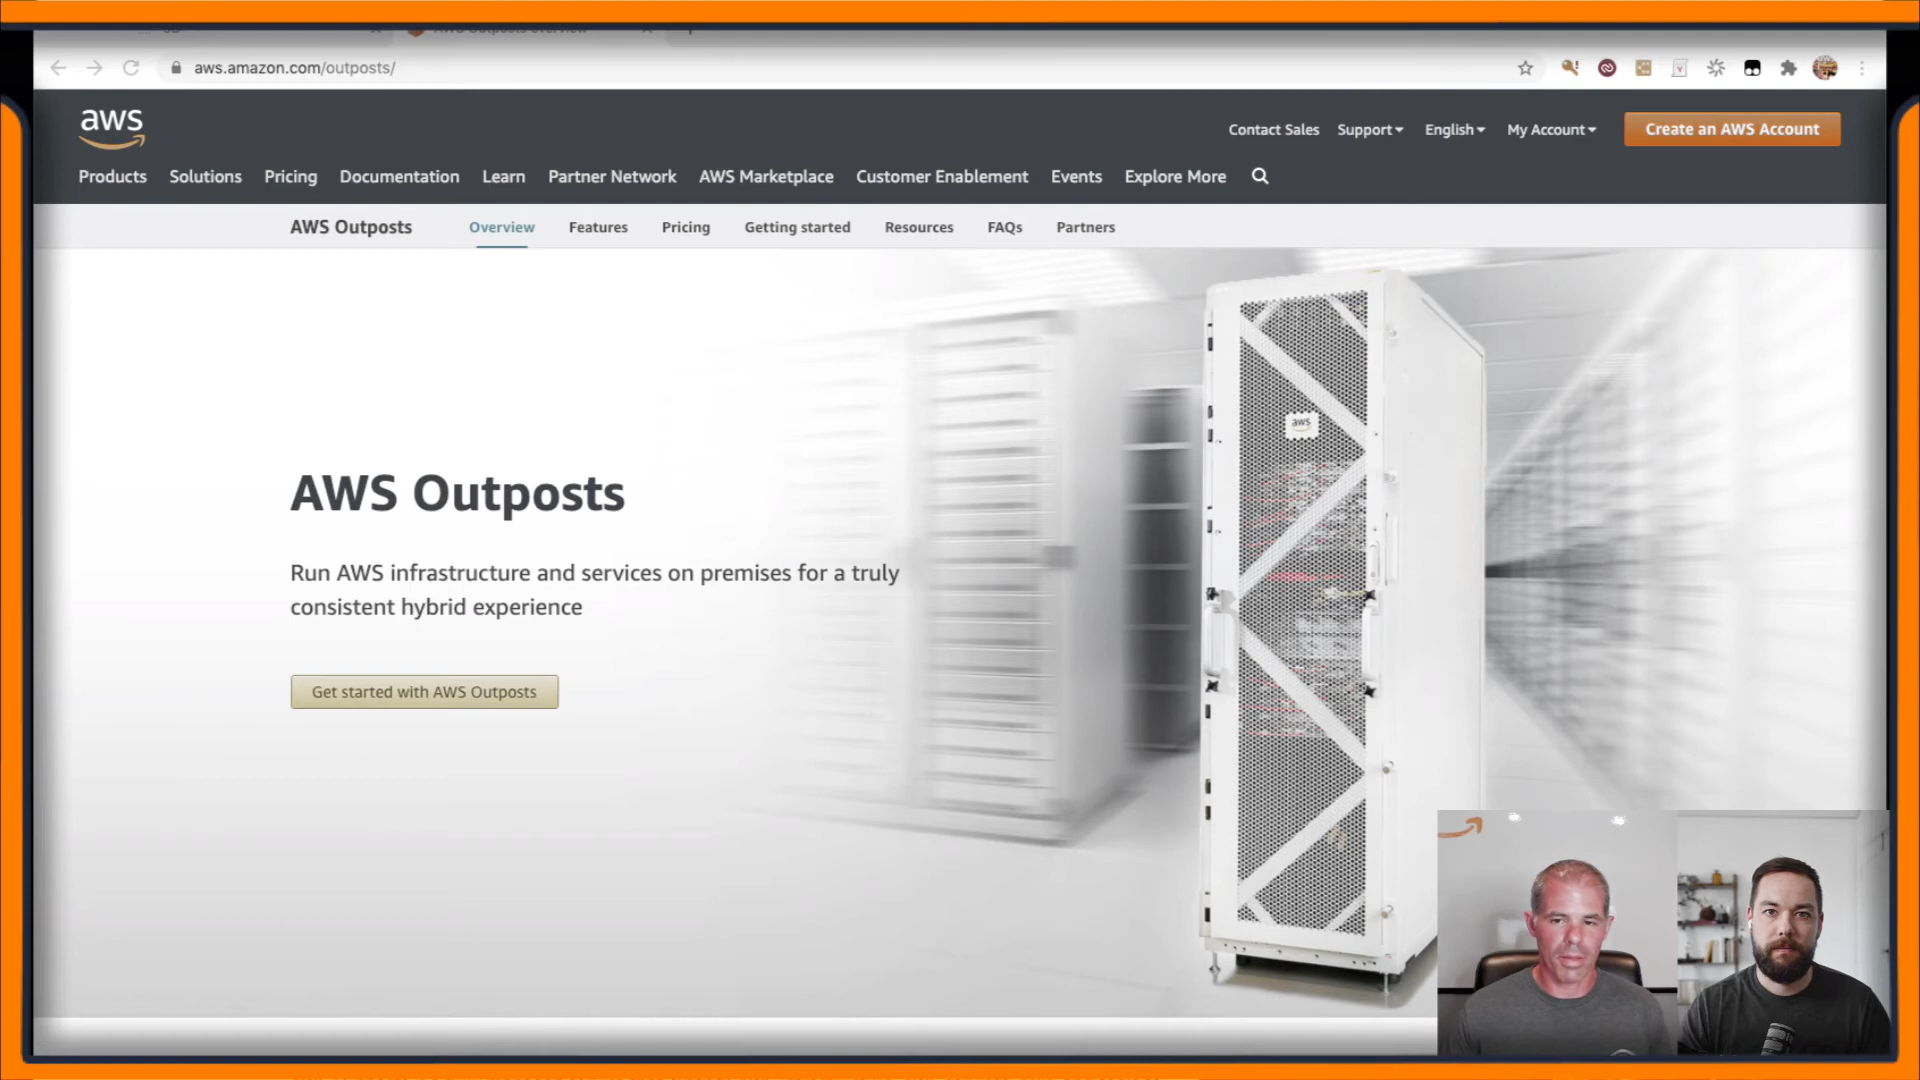 aws.amazon.com/outposts/
aws
Contact Sales Support English My Account Create an AWS Account
Products Solutions Pricing Documentation Learn Partner Network AWS Marketplace Customer Enablement Events Explore More
AWS Outposts Overview Features Pricing Getting started Resources FAQs Partners
aws
AWS Outposts
Run AWS infrastructure and services on premises for a truly
consistent hybrid experience
Get started with AWS Outposts